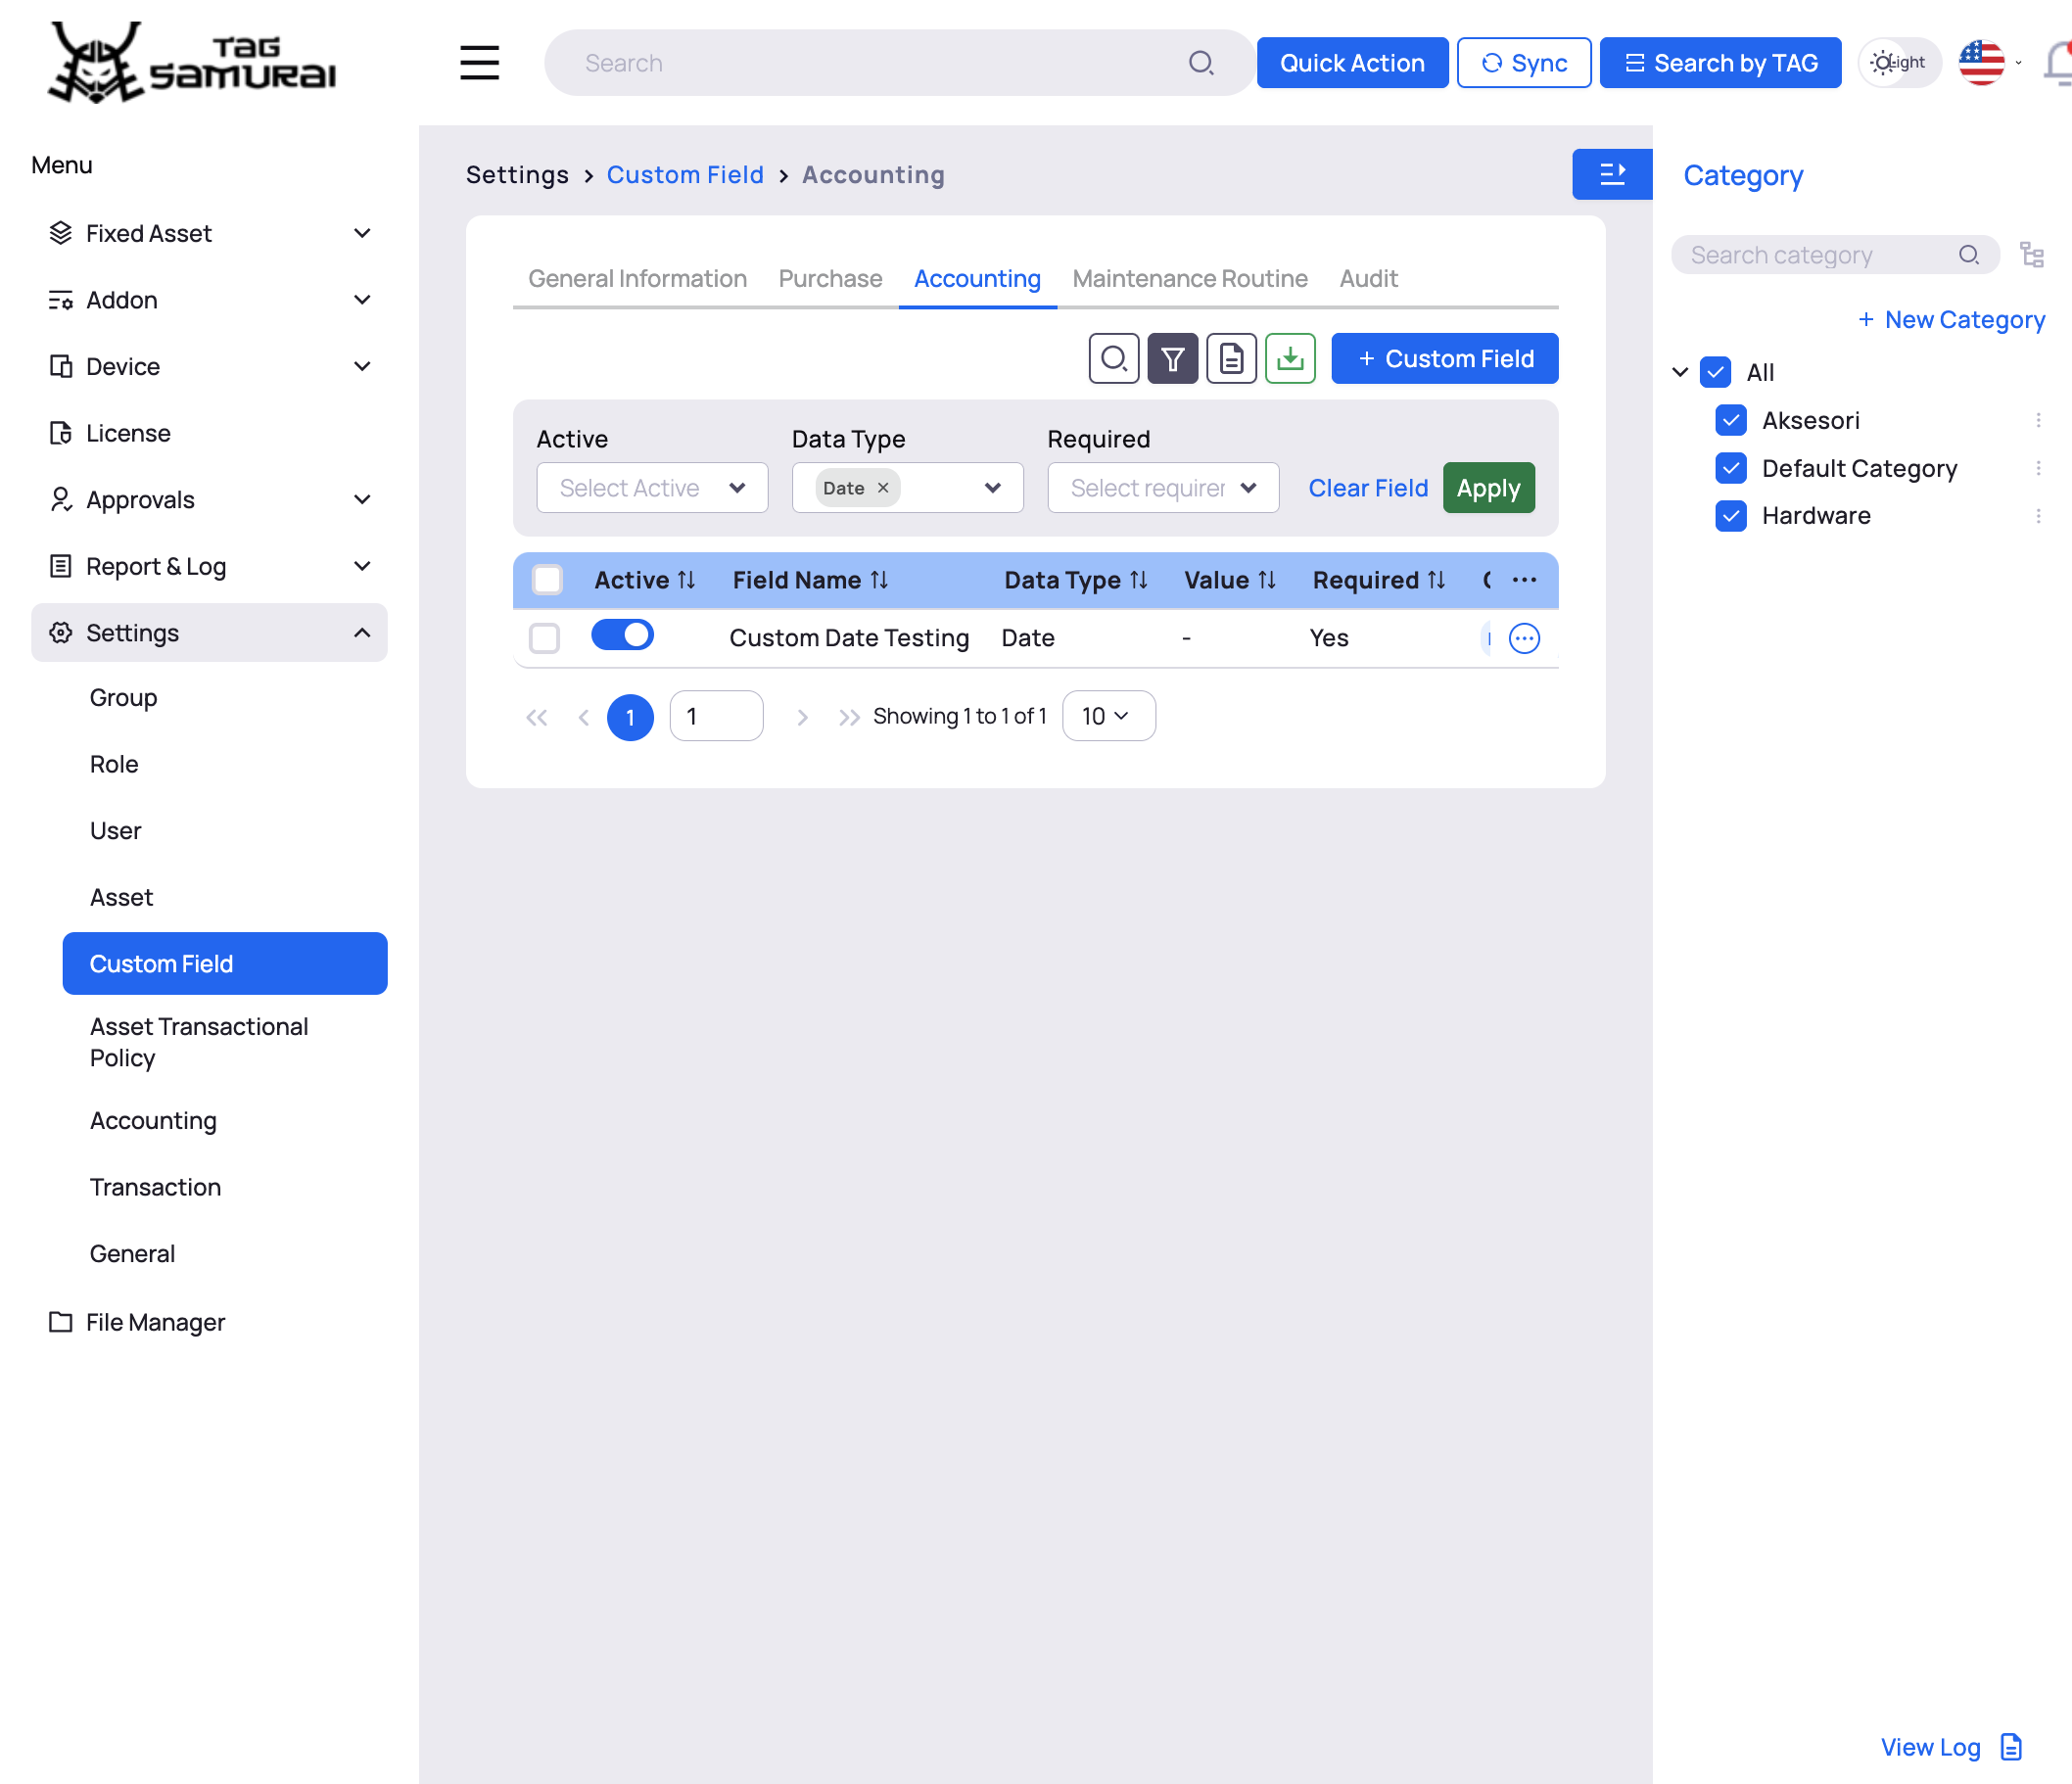 TAG
SAMURAI
Search
Quick Action
Sync
Search by TAG
Light
Menu
Fixed Asset
Addon
Device
License
Approvals
Report & Log
Settings
Group
Role
User
Asset
Custom Field
Asset Transactional
Policy
Accounting
Transaction
General
File Manager
Settings > Custom Field > Accounting
General Information Purchase Accounting Maintenance Routine Audit
+ Custom Field
Active Data Type Required
Select Active Date × Select requirer Clear Field Apply
Active Field Name Data Type Value Required
Custom Date Testing Date - Yes
1 1 Showing 1 to 1 of 1 10
Category
Search category
+ New Category
All
Aksesori
Default Category
Hardware
View Log